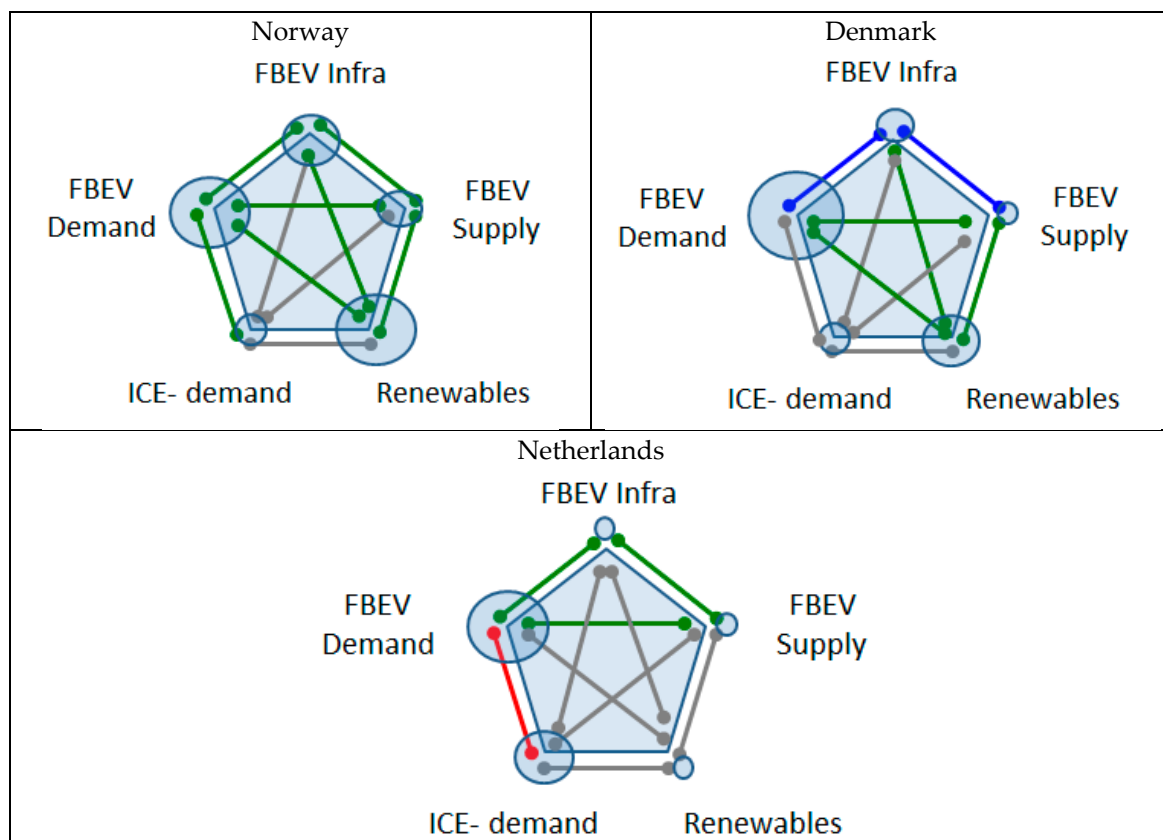 Norway
FBEV Infra
FBEV
Demand
FBEV
Supply
ICE- demand
Renewables
Denmark
FBEV Infra
FBEV
Demand
FBEV
Supply
ICE- demand
Renewables
Netherlands
FBEV Infra
FBEV
Demand
FBEV
Supply
ICE- demand
Renewables